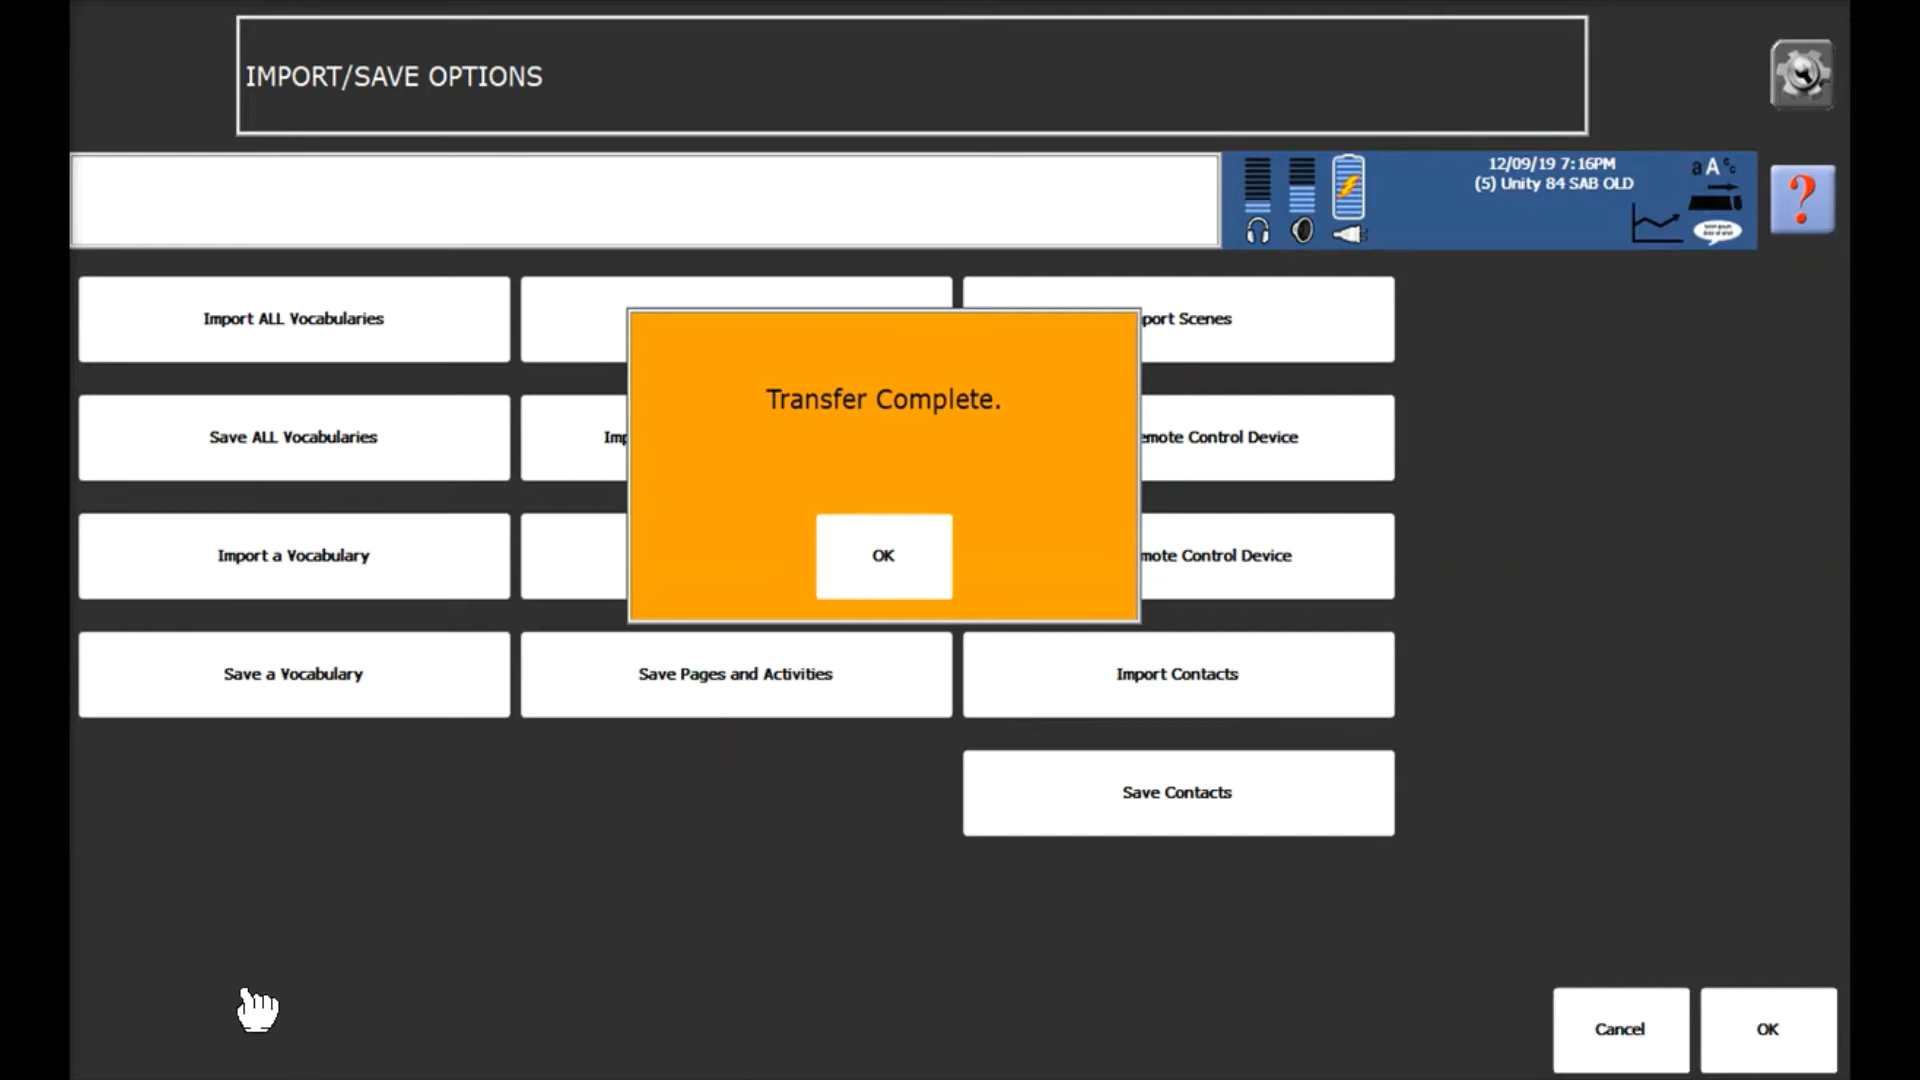 IMPORT/SAVE OPTIONS
12/09/19 7:16PM
(5) Unity 84 SAB OLD
?
Import ALL Vocabularies
port Scenes
Transfer Complete.
Save ALL Vocabularies
Imp
emote Control Device
Import a Vocabulary
OK
mote Control Device
Save a Vocabulary
Save Pages and Activities
Import Contacts
Save Contacts
Cancel
OK